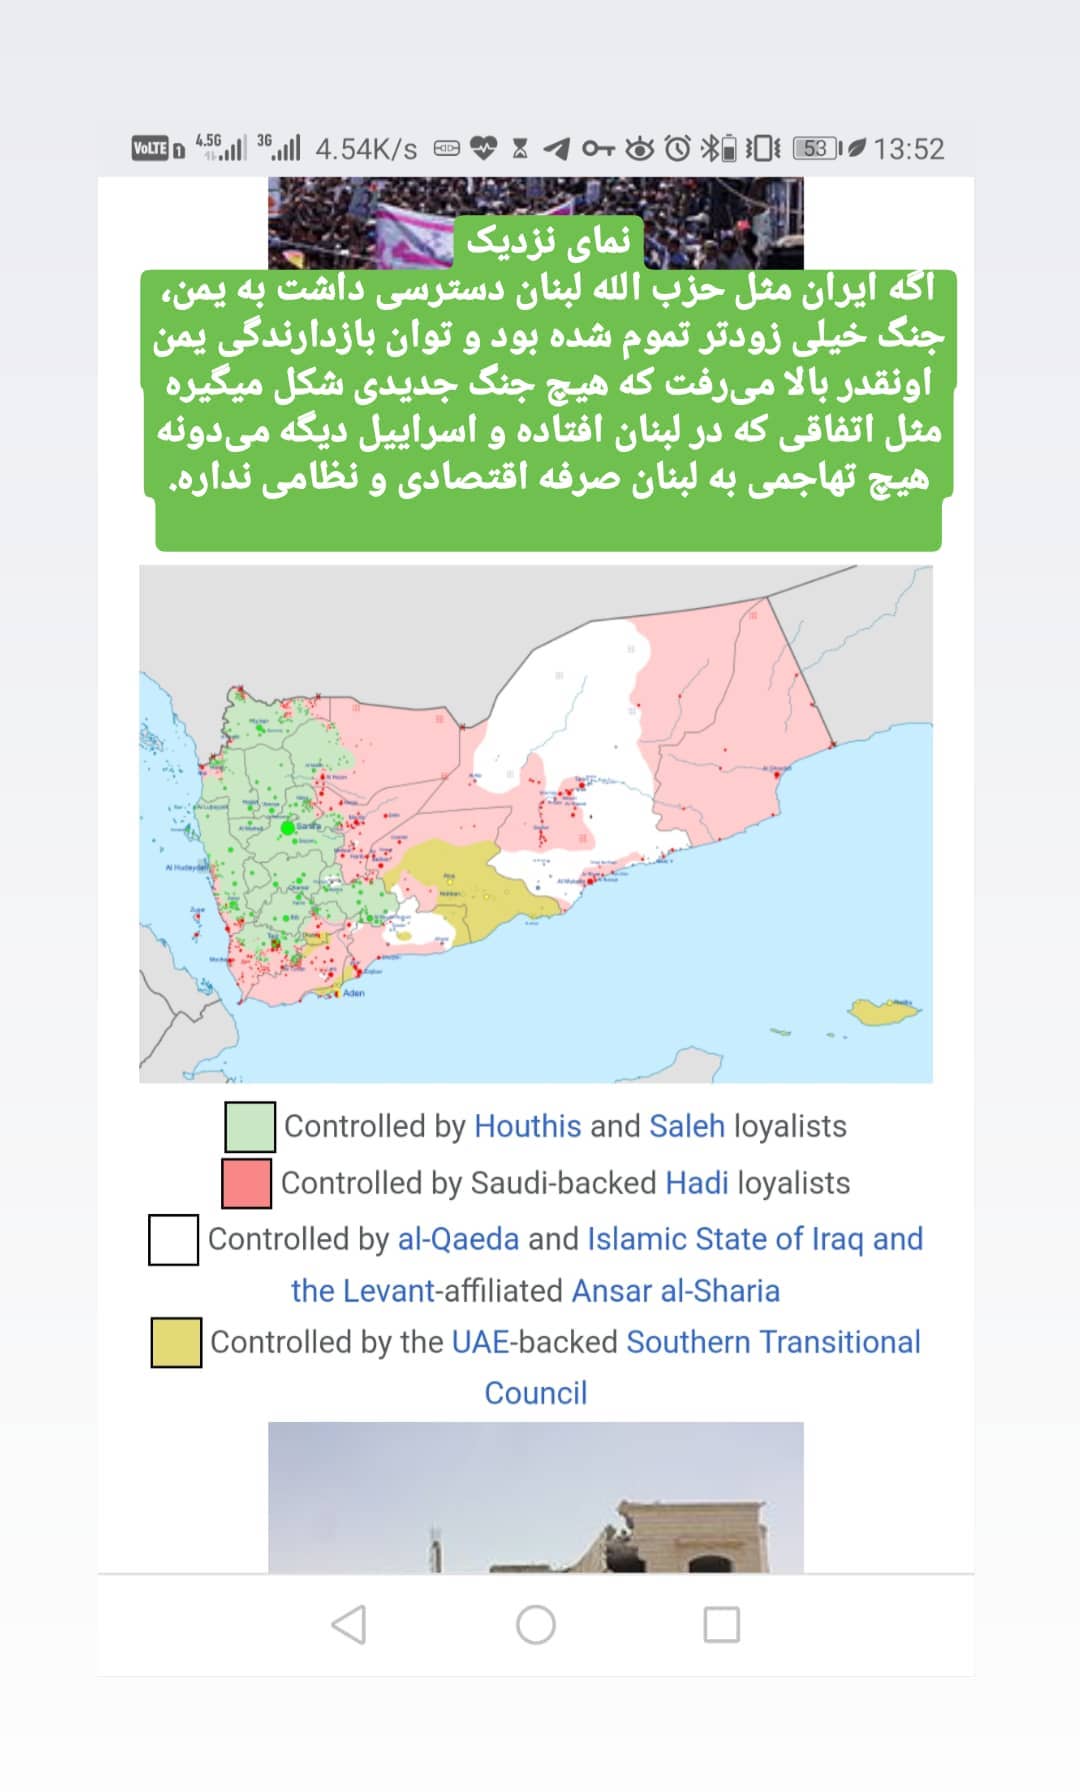 VoLTE 1 4.5G 3G 4.54K/s 53 13:52
نمای نزدیک
اگه ایران مثل حزب الله لبنان دسترسی داشت به یمن،
جنگ خیلی زودتر تموم شده بود و توان بازدارندگی یمن
اونقدر بالا می‌رفت که هیچ جنگ جدیدی شکل میگیره
مثل اتفاقی که در لبنان افتاده و اسراییل دیگه می‌دونه
هیچ تهاجمی به لبنان صرفه اقتصادی و نظامی نداره.
Sana'a
Al Hudaydah
Aden
Controlled by Houthis and Saleh loyalists
Controlled by Saudi-backed Hadi loyalists
Controlled by al-Qaeda and Islamic State of Iraq and
the Levant-affiliated Ansar al-Sharia
Controlled by the UAE-backed Southern Transitional
Council